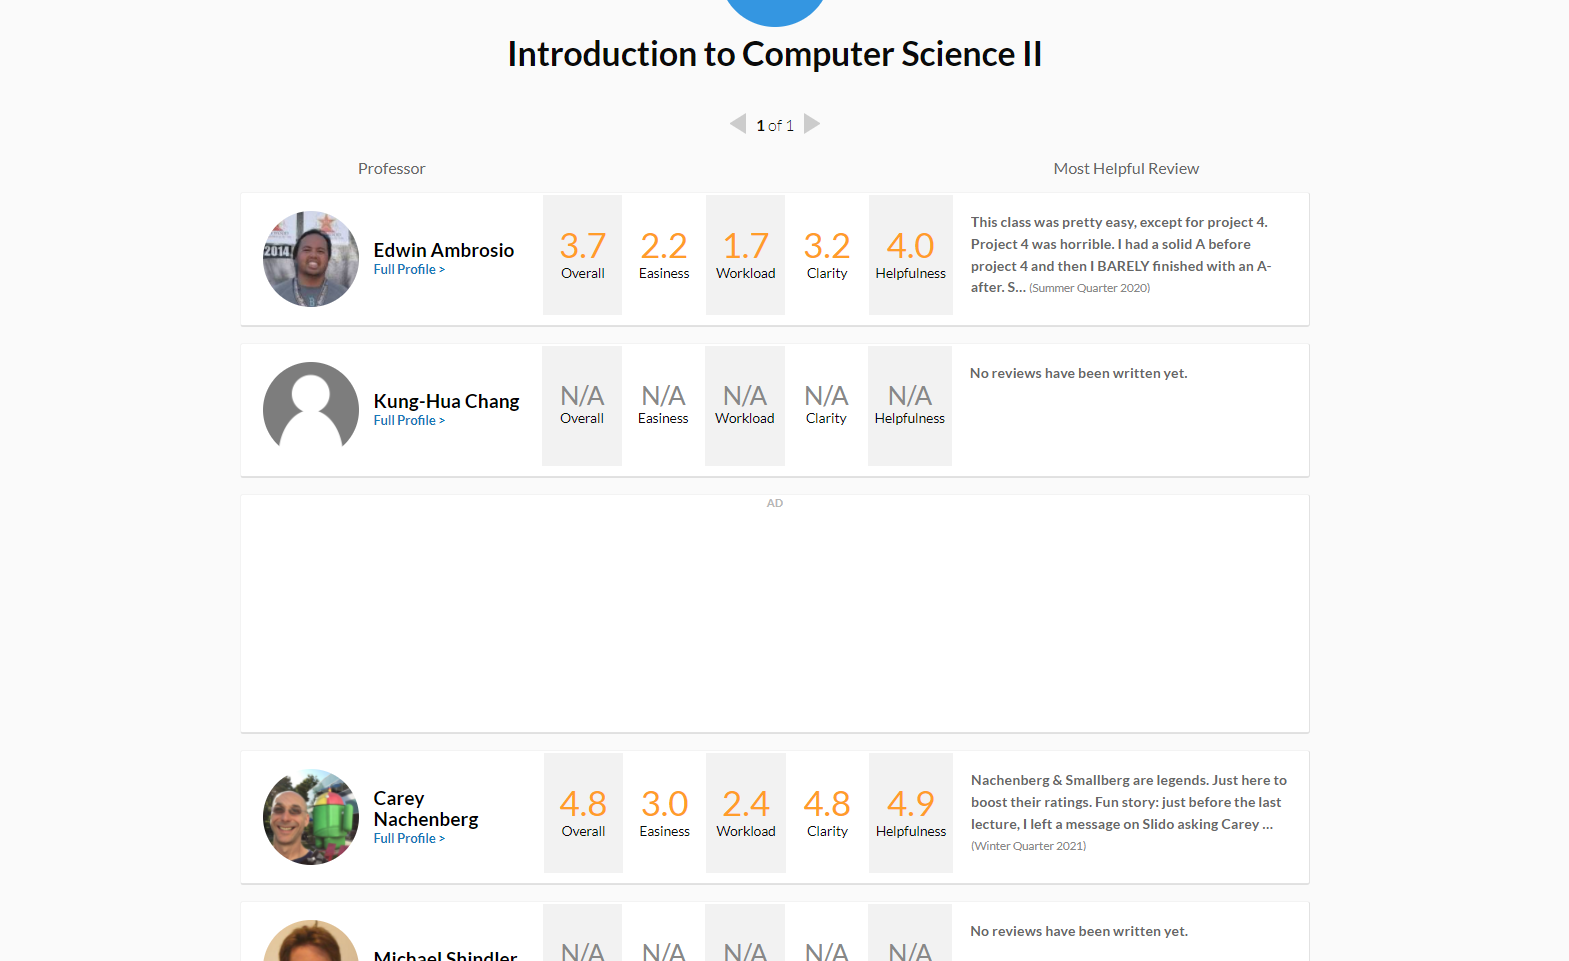 Introduction to Computer Science II
1 of 1
Professor
Most Helpful Review
2014
Edwin Ambrosio
Full Profile >
3.7
Overall
2.2
Easiness
1.7
Workload
3.2
Clarity
4.0
Helpfulness
This class was pretty easy, except for project 4.
Project 4 was horrible. I had a solid A before
project 4 and then I BARELY finished with an A-
after. S... (Summer Quarter 2020)
Kung-Hua Chang
Full Profile >
N/A
Overall
N/A
Easiness
N/A
Workload
N/A
Clarity
N/A
Helpfulness
No reviews have been written yet.
AD
Carey
Nachenberg
Full Profile >
4.8
Overall
3.0
Easiness
2.4
Workload
4.8
Clarity
4.9
Helpfulness
Nachenberg & Smallberg are legends. Just here to
boost their ratings. Fun story: just before the last
lecture, I left a message on Slido asking Carey ...
(Winter Quarter 2021)
Michael Shindler
N/A
N/A
N/A
N/A
N/A
No reviews have been written yet.